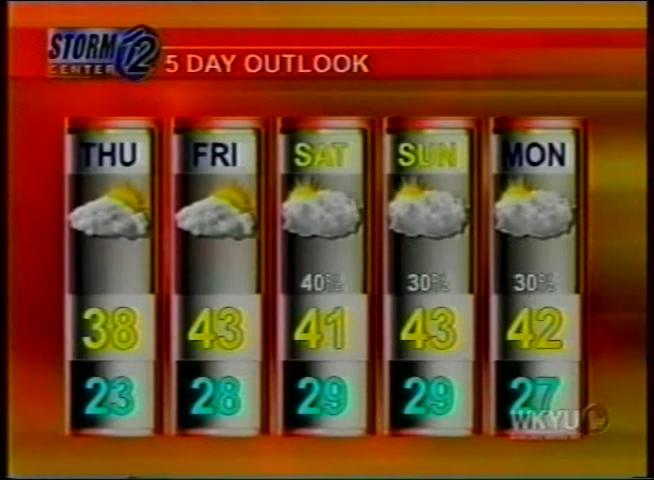 STORM 12
CENTER
5 DAY OUTLOOK
THU FRI SAT SUN MON
40% 30% 30%
38 43 41 43 42
23 28 29 29 27
WKYU